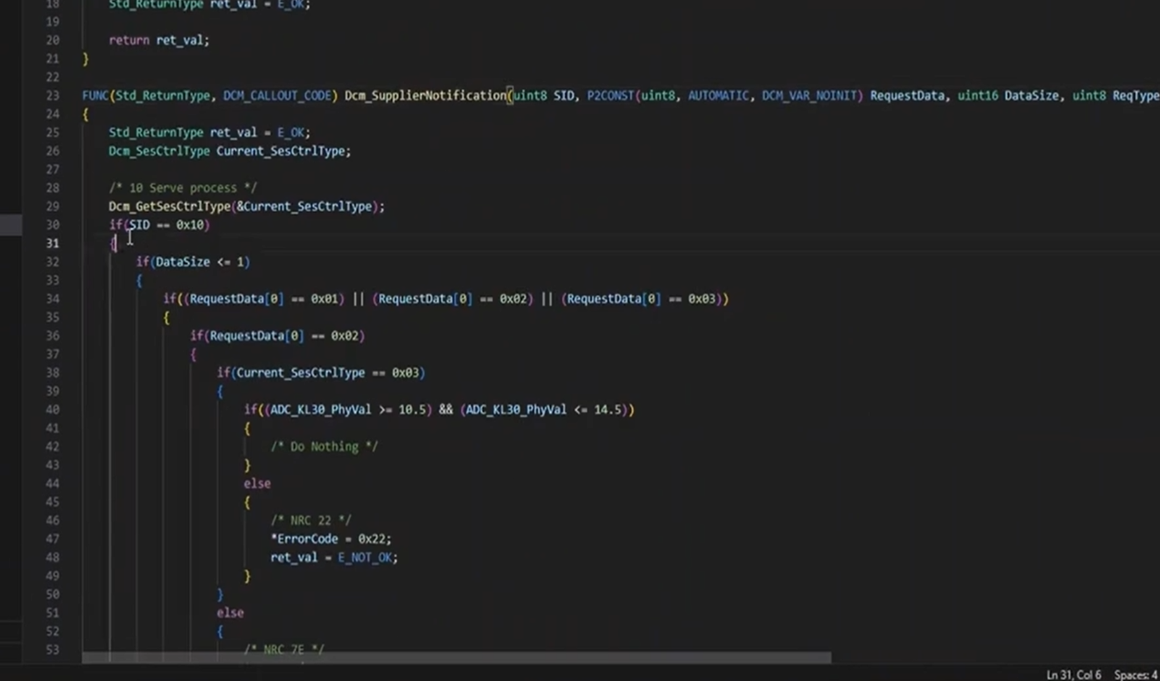 18 Std_ReturnType ret_val = E_OK;
19
20 return ret_val;
21 }
22
23 FUNC(Std_ReturnType, DCM_CALLOUT_CODE) Dcm_SupplierNotification(uint8 SID, P2CONST(uint8, AUTOMATIC, DCM_VAR_NOINIT) RequestData, uint16 DataSize, uint8 ReqType
24 {
25 Std_ReturnType ret_val = E_OK;
26 Dcm_SesCtrlType Current_SesCtrlType;
27
28 /* 10 Serve process */
29 Dcm_GetSesCtrlType(&Current_SesCtrlType);
30 if(SID == 0x10)
31 {
32 if(DataSize <= 1)
33 {
34 if((RequestData[0] == 0x01) || (RequestData[0] == 0x02) || (RequestData[0] == 0x03))
35 {
36 if(RequestData[0] == 0x02)
37 {
38 if(Current_SesCtrlType == 0x03)
39 {
40 if((ADC_KL30_PhyVal >= 10.5) && (ADC_KL30_PhyVal <= 14.5))
41 {
42 /* Do Nothing */
43 }
44 else
45 {
46 /* NRC 22 */
47 *ErrorCode = 0x22;
48 ret_val = E_NOT_OK;
49 }
50 }
51 else
52 {
53 /* NRC 7E */
Ln 31, Col 6 Spaces: 4